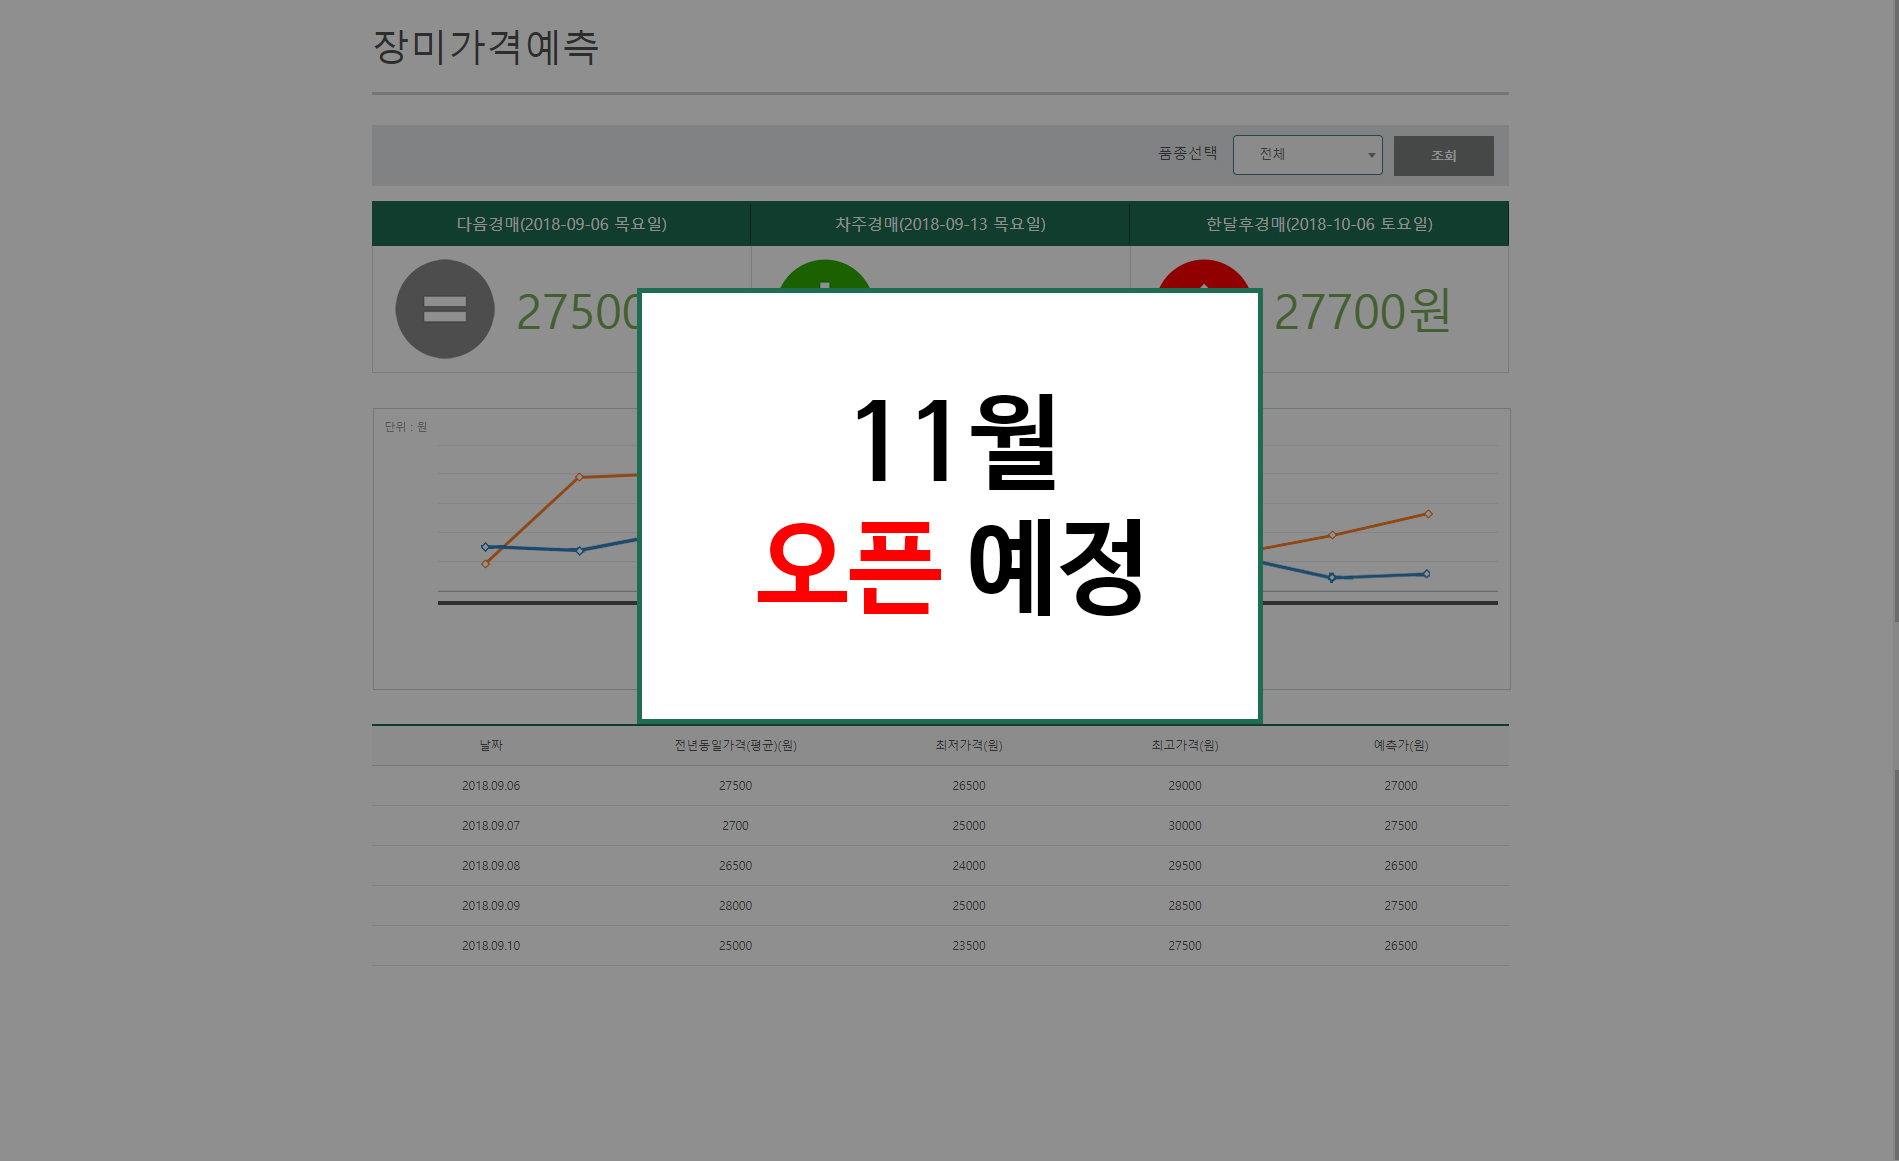 장미가격예측
품종선택 전체 조회
다음경매(2018-09-06 목요일) 차주경매(2018-09-13 목요일) 한달후경매(2018-10-06 토요일)
27500 27700원
11월
오픈 예정
단위 : 원
날짜 전년동일가격(평균)(원) 최저가격(원) 최고가격(원) 예측가(원)
2018.09.06 27500 26500 29000 27000
2018.09.07 2700 25000 30000 27500
2018.09.08 26500 24000 29500 26500
2018.09.09 28000 25000 28500 27500
2018.09.10 25000 23500 27500 26500